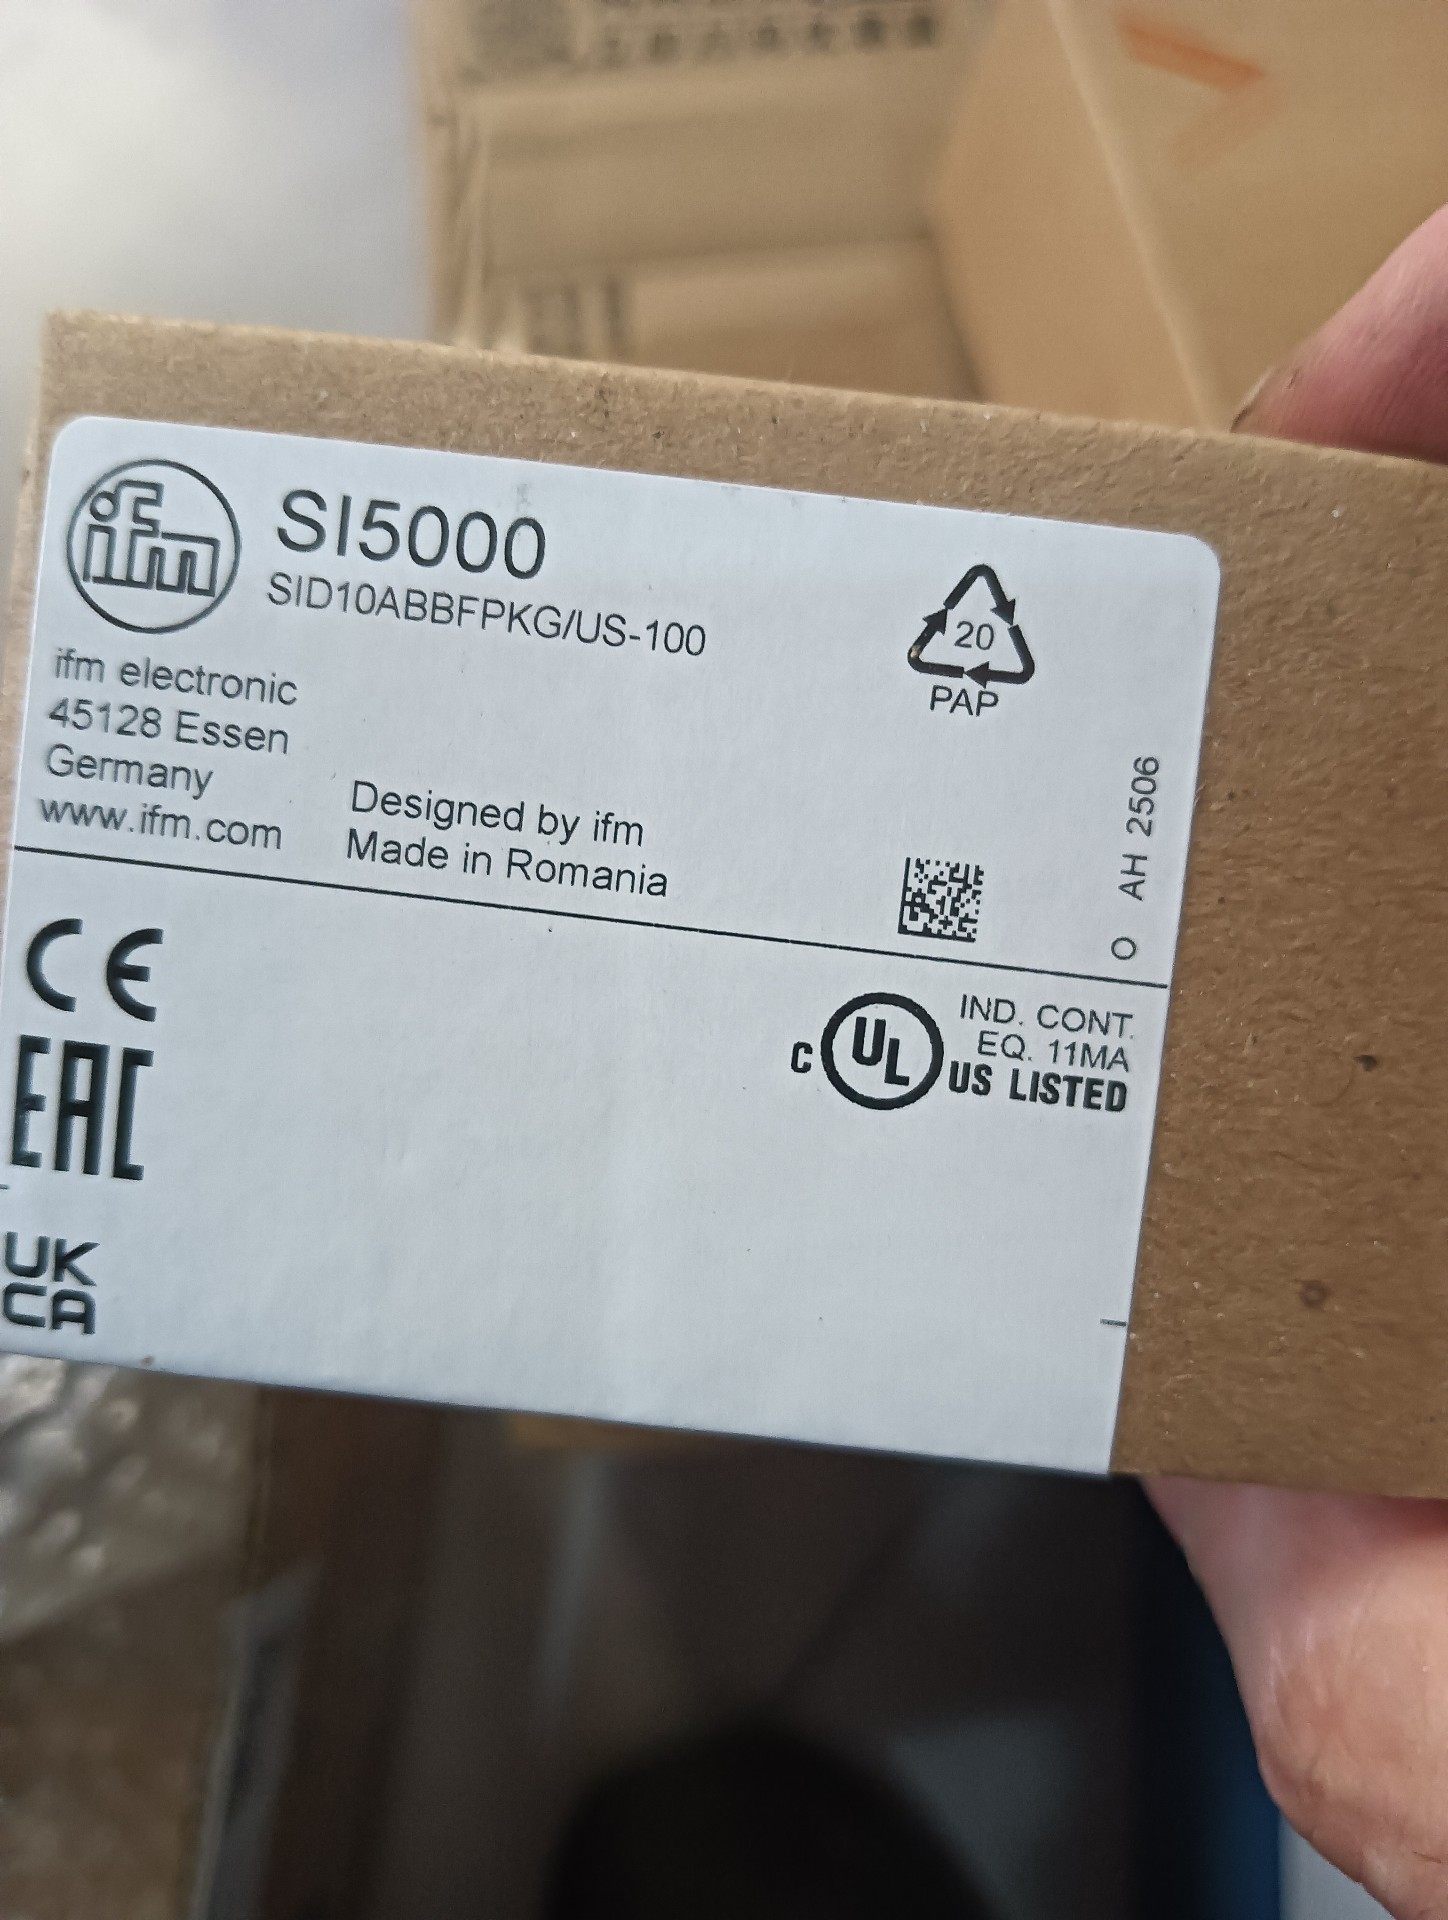 ifm
SI5000
SID10ABBFPKG/US-100
ifm electronic
45128 Essen
Germany
www.ifm.com
Designed by ifm
Made in Romania
20
PAP
O AH 2506
CE
EAC
UK
CA
C UL US LISTED
IND. CONT.
EQ. 11MA